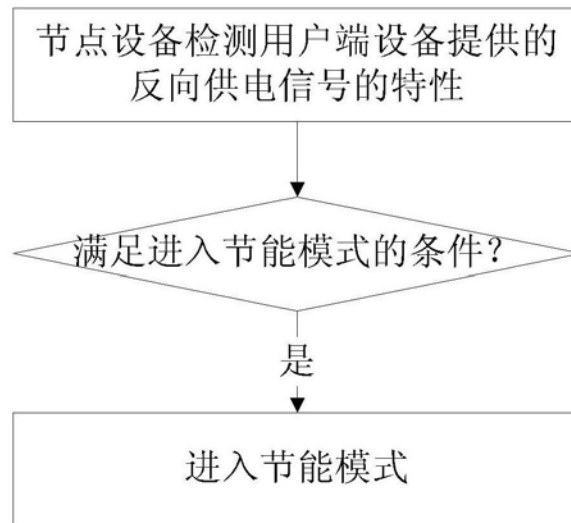 节点设备检测用户端设备提供的
反向供电信号的特性
满足进入节能模式的条件？
是
进入节能模式